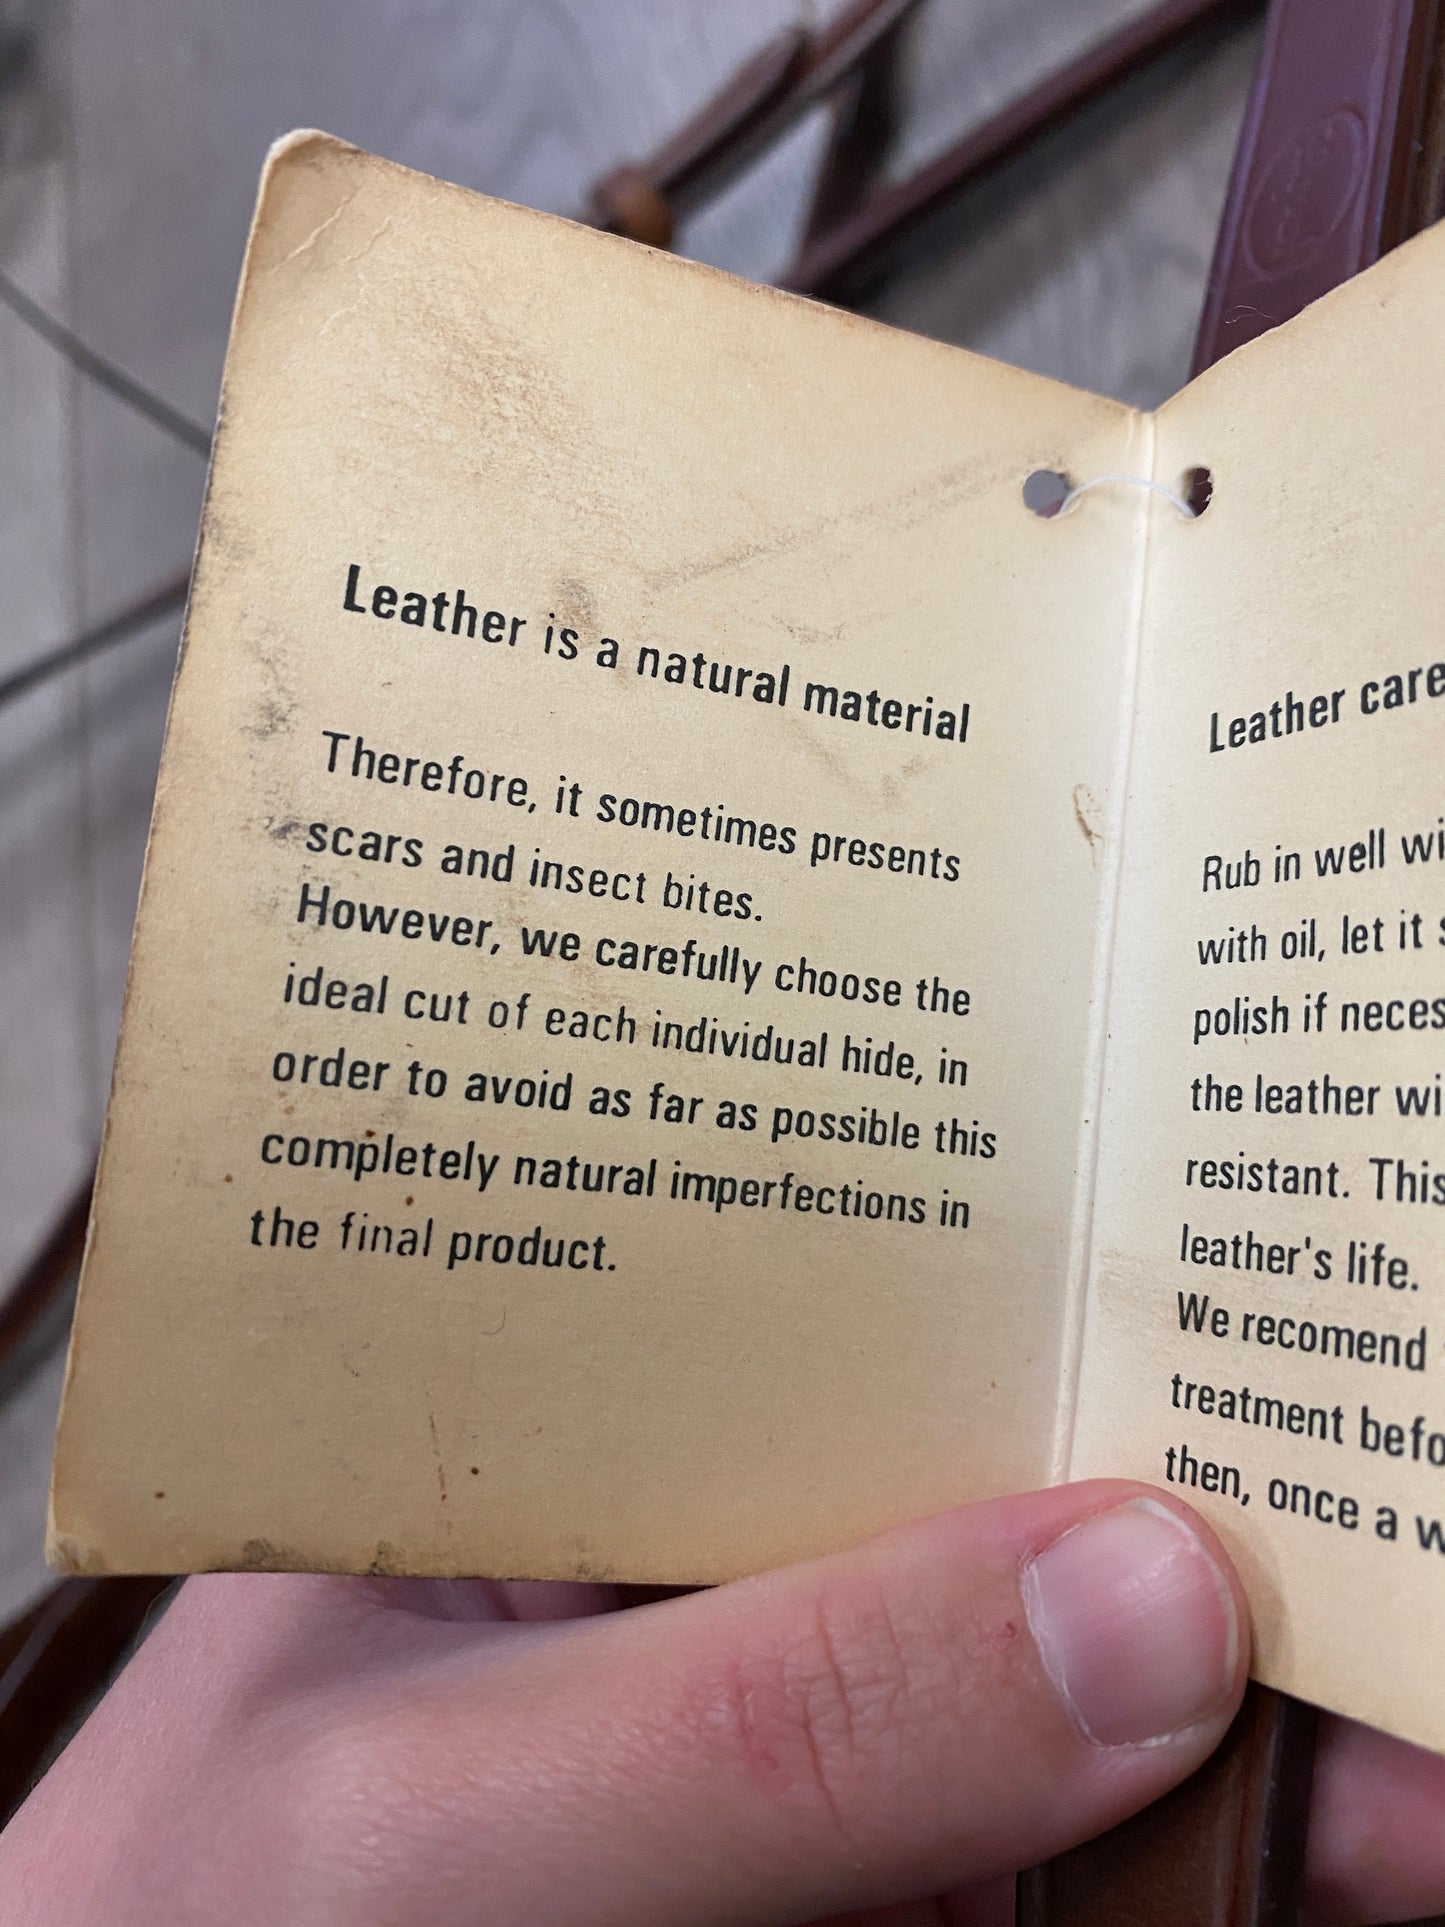 Leather is a natural material
Therefore, it sometimes presents
scars and insect bites.
However, we carefully choose the
ideal cut of each individual hide, in
order to avoid as far as possible this
completely natural imperfections in
the final product.
Leather care
Rub in well
with oil, let it
polish if
the leather
resistant. This
leather's life.
We recomend
treatment
then, once a